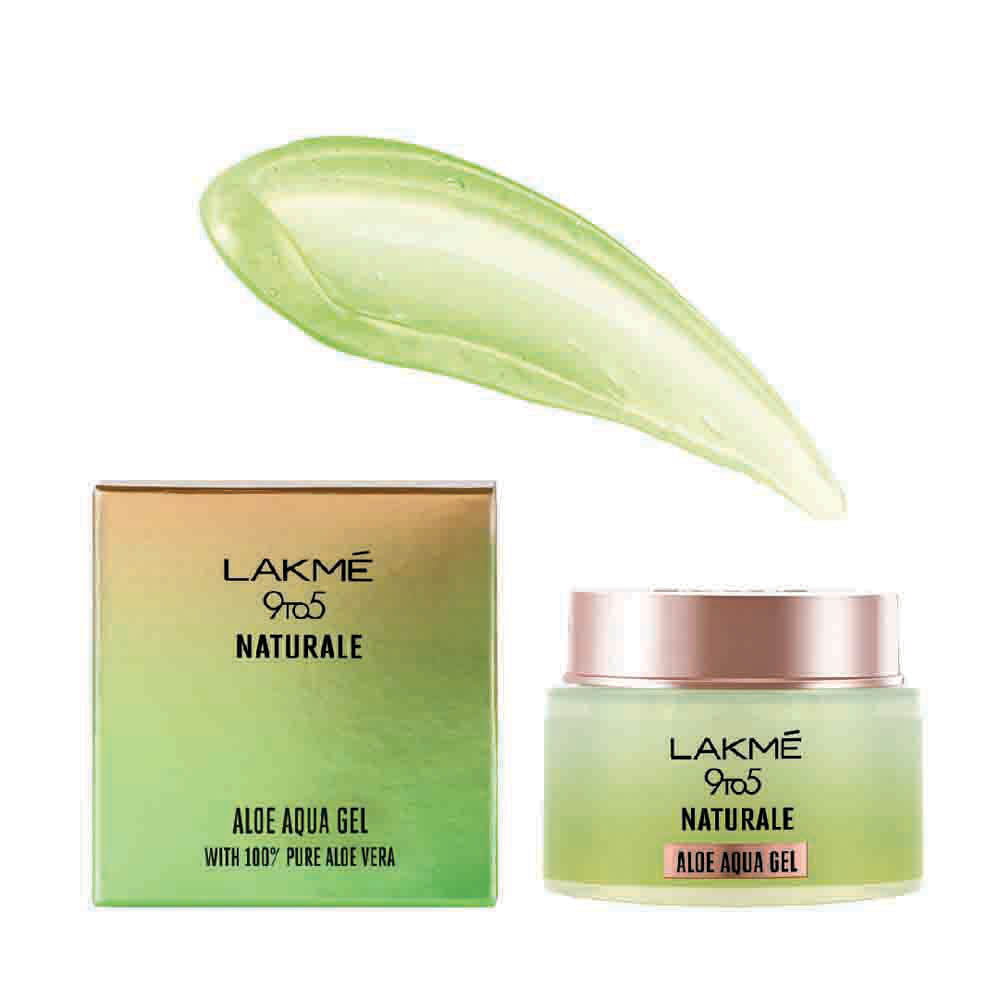 LAKMÉ
9TO5
NATURALE
ALOE AQUA GEL
WITH 100% PURE ALOE VERA
LAKMÉ
9TO5
NATURALE
ALOE AQUA GEL